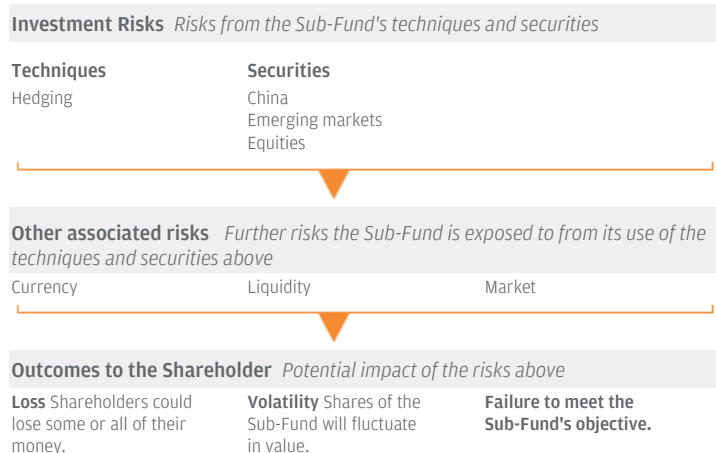 Investment Risks Risks from the Sub-Fund's techniques and securities
Techniques
Securities
Hedging
China
Emerging markets
Equities
Other associated risks Further risks the Sub-Fund is exposed to from its use of the
techniques and securities above
Currency
Liquidity
Market
Outcomes to the Shareholder Potential impact of the risks above
Loss Shareholders could
lose some or all of their
money.
Volatility Shares of the
Sub-Fund will fluctuate
in value.
Failure to meet the
Sub-Fund's objective.